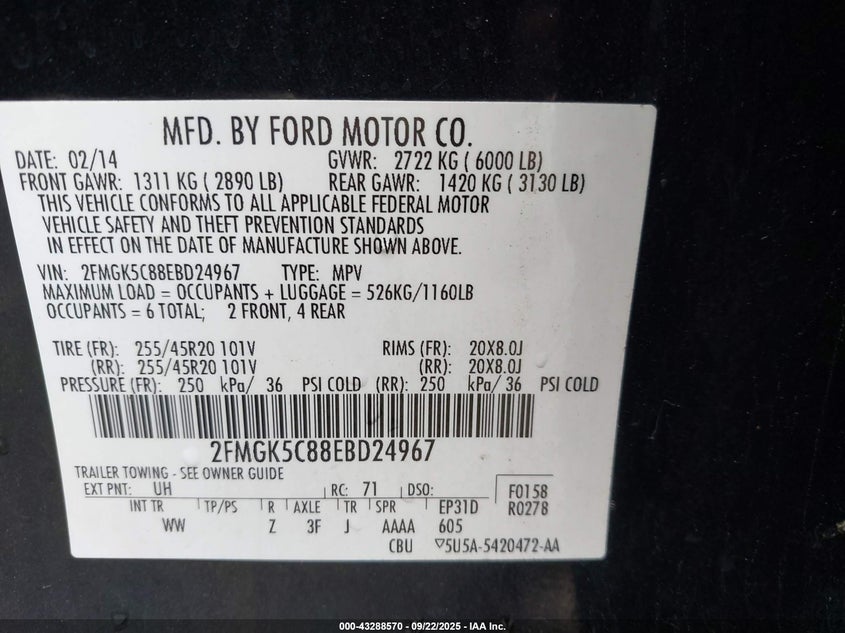 MFD. BY FORD MOTOR CO.
DATE: 02/14 GVWR: 2722 KG ( 6000 LB)
FRONT GAWR: 1311 KG ( 2890 LB) REAR GAWR: 1420 KG ( 3130 LB)
THIS VEHICLE CONFORMS TO ALL APPLICABLE FEDERAL MOTOR
VEHICLE SAFETY AND THEFT PREVENTION STANDARDS
IN EFFECT ON THE DATE OF MANUFACTURE SHOWN ABOVE.
VIN: 2FMGK5C88EBD24967 TYPE: MPV
MAXIMUM LOAD = OCCUPANTS + LUGGAGE = 526KG/1160LB
OCCUPANTS = 6 TOTAL; 2 FRONT, 4 REAR
TIRE (FR): 255/45R20 101V RIMS (FR): 20X8.0J
(RR): 255/45R20 101V (RR): 20X8.0J
PRESSURE (FR): 250 kPa/ 36 PSI COLD (RR): 250 kPa/ 36 PSI COLD
2FMGK5C88EBD24967
TRAILER TOWING - SEE OWNER GUIDE
EXT PNT: UH RC: 71 DSO: F0158
INT TR TP/PS R AXLE TR SPR EP31D R0278
WW Z 3F J AAAA 605
CBU ▽5U5A-5420472-AA
000-43288570 - 09/22/2025 - IAA Inc.